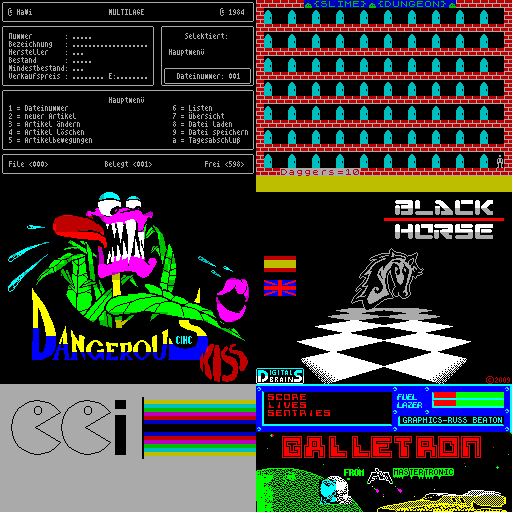 © HaWi MULTILAGE © 1984
Nummer : .....
Bezeichnung : ....................
Hersteller : ...
Bestand : .....
Mindestbestand: ...
Verkaufspreis : ...... E:.......
Selektiert:
Hauptmenü
Dateinummer: 001
Hauptmenü
1 = Dateinummer 6 = Listen
2 = neuer Artikel 7 = Übersicht
3 = Artikel ändern 8 = Datei laden
4 = Artikel löschen 9 = Datei speichern
5 = Artikelbewegungen a = Tagesabschluß
File <000> Belegt <001> Frei <598>
{SLIME} {DUNGEON}
Daggers=10
DANGEROUS
CIHC
KISS
BLACK
HORSE
DIGITAL
BRAINS
©2009
CCi
SCORE
LIVES
SENTRIES
FUEL
LAZER
GRAPHICS-RUSS BEATON
GALLETRON
FROM MASTERTRONIC